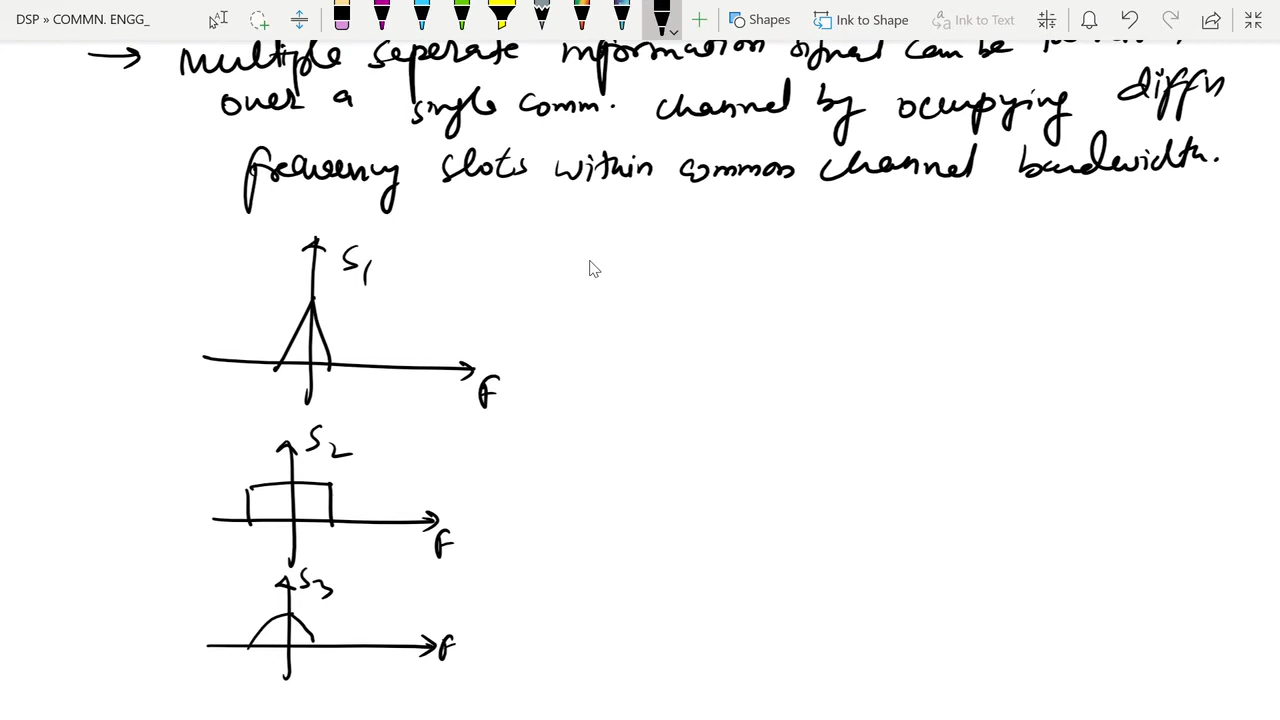 DSP » COMMN. ENGG_
Shapes
Ink to Shape
Ink to Text
→ Multiple seperate information signal can be
over a single comm. channel by occupying diffn
frequency slots within common channel bandwidth.
S1
F
S2
F
S3
F